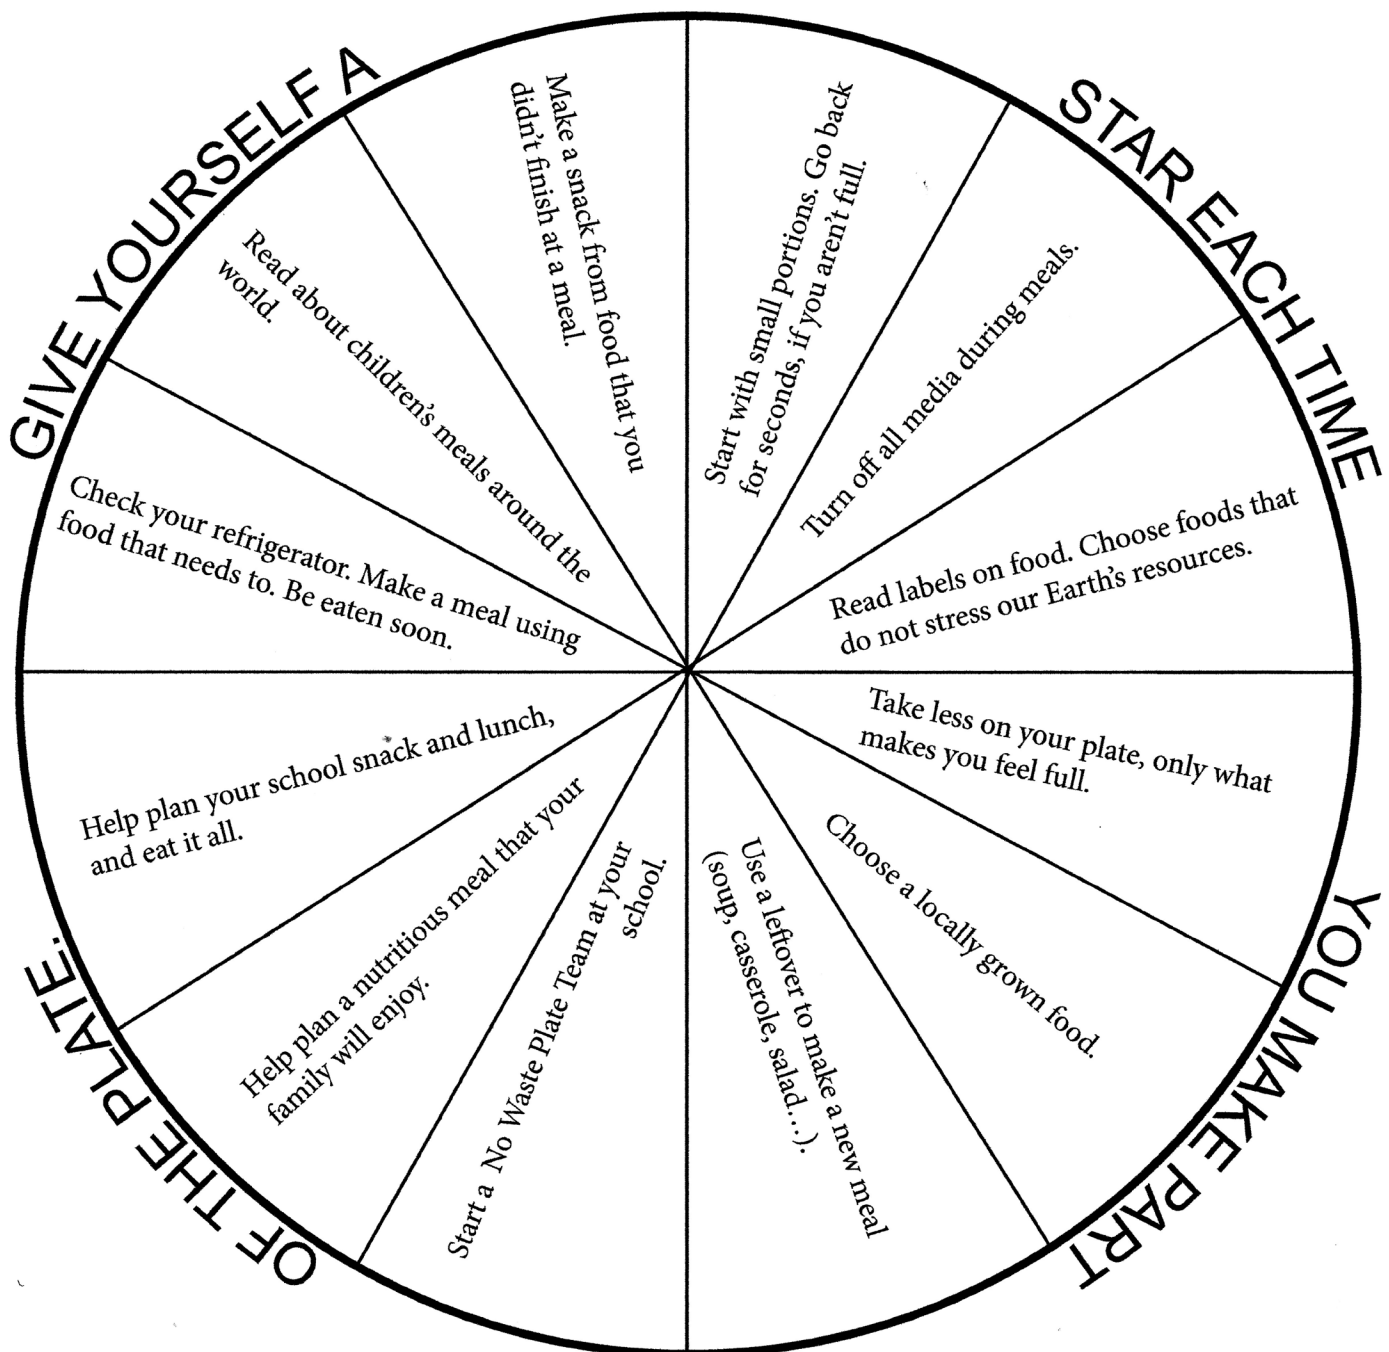 GIVE YOURSELF A
STAR EACH TIME
YOU MAKE PART
OF THE PLATE.
Start with small portions. Go back
for seconds, if you aren't full.
Turn off all media during meals.
Read labels on food. Choose foods that
do not stress our Earth's resources.
Take less on your plate, only what
makes you feel full.
Choose a locally grown food.
Use a leftover to make a new meal
(soup, casserole, salad…).
Start a No Waste Plate Team at your
school.
Help plan a nutritious meal that your
family will enjoy.
Help plan your school snack and lunch,
and eat it all.
Check your refrigerator. Make a meal using
food that needs to. Be eaten soon.
Read about children's meals around the
world.
Make a snack from food that you
didn't finish at a meal.